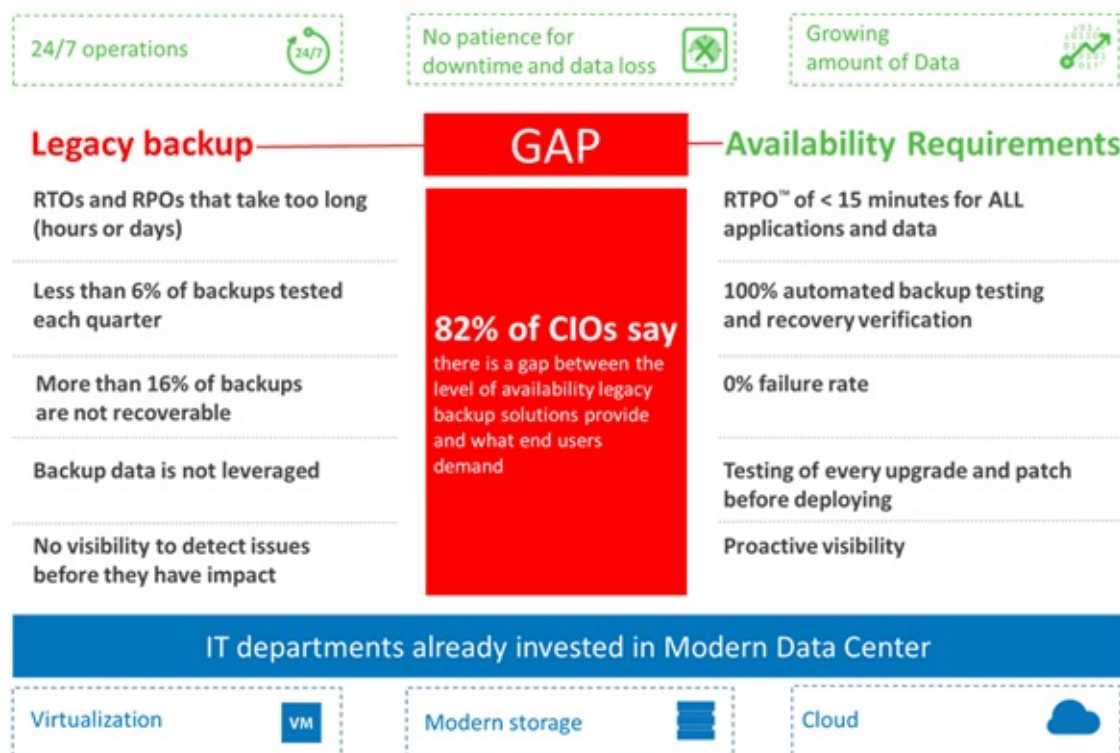 24/7 operations
24/7
No patience for
downtime and data loss
Growing
amount of Data
Legacy backup
GAP
Availability Requirements
RTOs and RPOs that take too long
(hours or days)
RTPO™ of < 15 minutes for ALL
applications and data
Less than 6% of backups tested
each quarter
100% automated backup testing
and recovery verification
82% of CIOs say
there is a gap between the
level of availability legacy
backup solutions provide
and what end users
demand
More than 16% of backups
are not recoverable
0% failure rate
Backup data is not leveraged
Testing of every upgrade and patch
before deploying
No visibility to detect issues
before they have impact
Proactive visibility
IT departments already invested in Modern Data Center
Virtualization
VM
Modern storage
Cloud